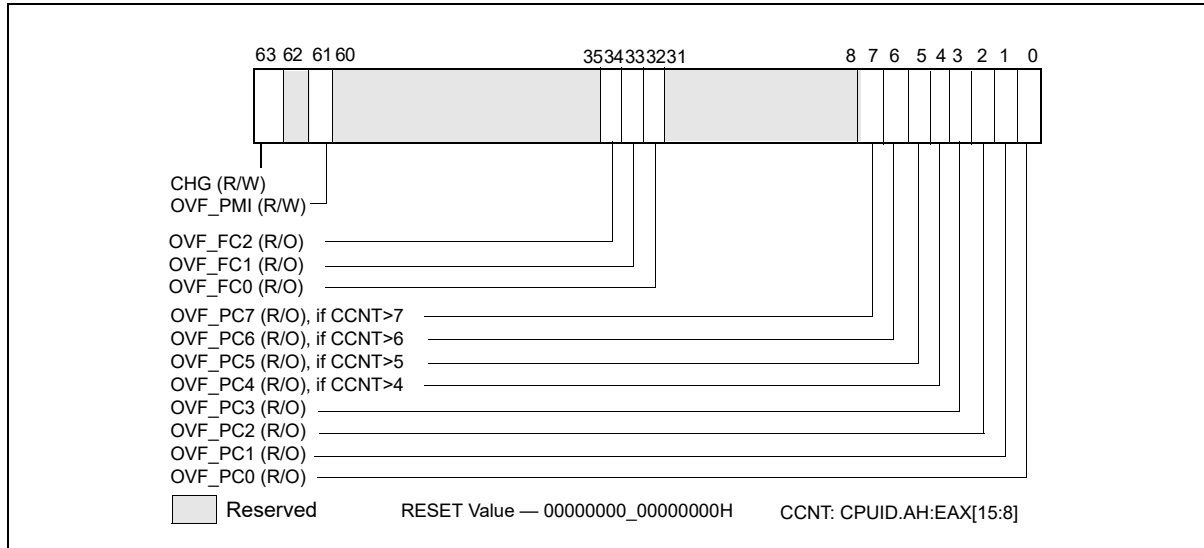 63 62 61 60 35 34 33 32 31 8 7 6 5 4 3 2 1 0
CHG (R/W)
OVF_PMI (R/W)
OVF_FC2 (R/O)
OVF_FC1 (R/O)
OVF_FC0 (R/O)
OVF_PC7 (R/O), if CCNT>7
OVF_PC6 (R/O), if CCNT>6
OVF_PC5 (R/O), if CCNT>5
OVF_PC4 (R/O), if CCNT>4
OVF_PC3 (R/O)
OVF_PC2 (R/O)
OVF_PC1 (R/O)
OVF_PC0 (R/O)
Reserved RESET Value — 00000000_00000000H CCNT: CPUID.AH:EAX[15:8]